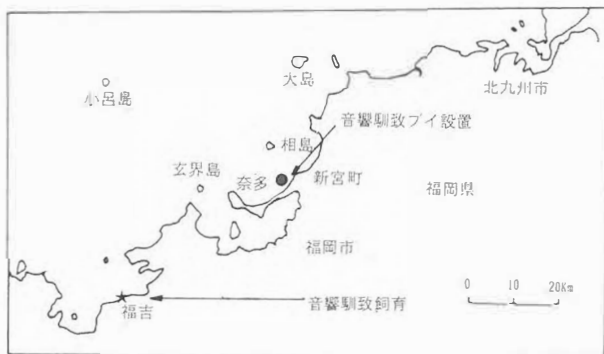 大島
北九州市
小呂島
音響馴致ブイ設置
相島
玄界島
奈多
新宮町
福岡県
福岡市
0 10 20Km
福吉
音響馴致飼育